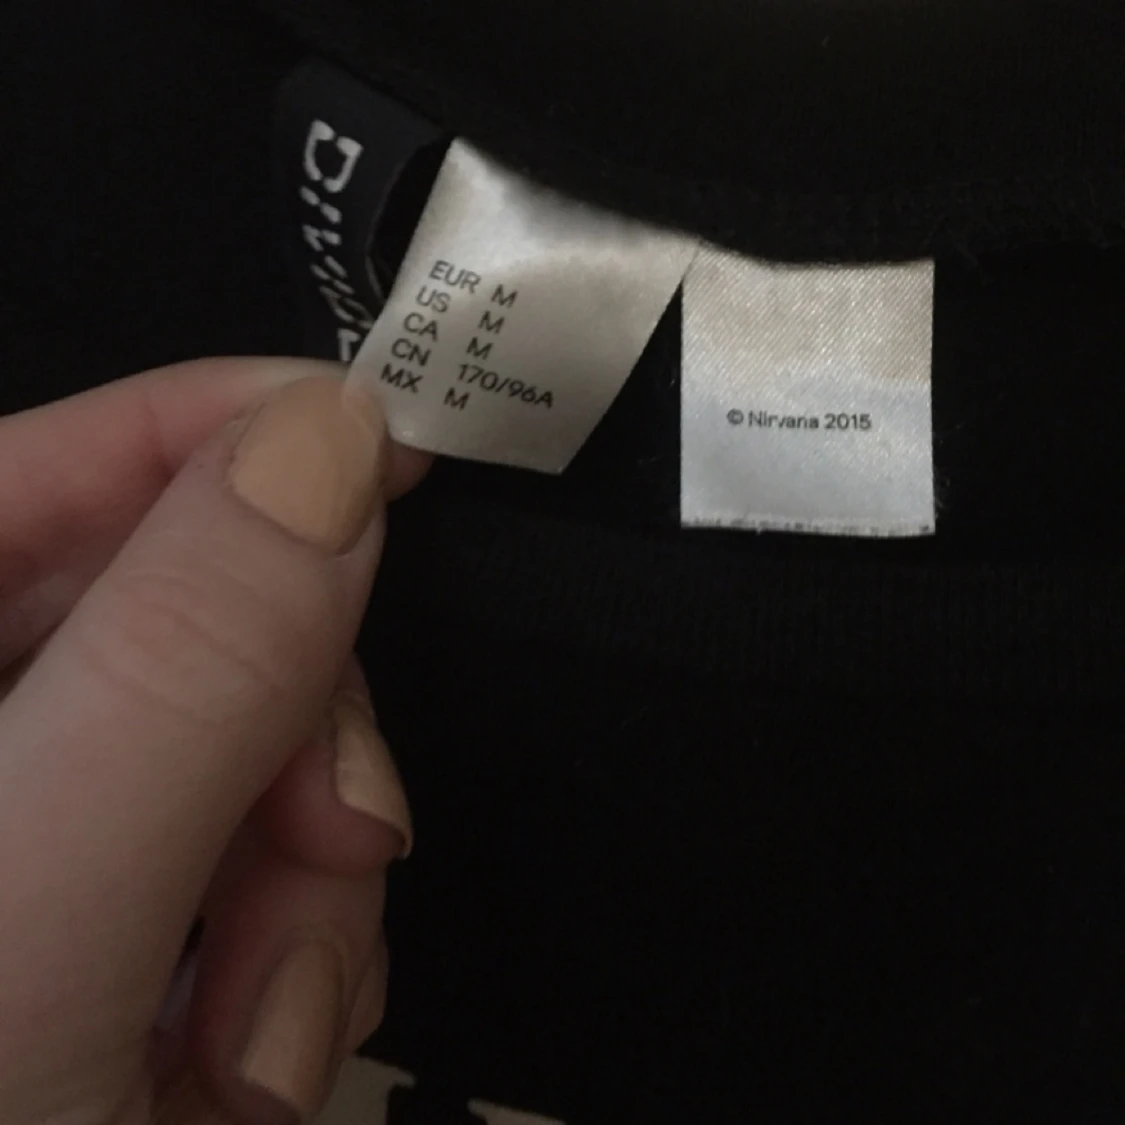 EUR M
US M
CA M
CN 170/96A
MX M
© Nirvana 2015